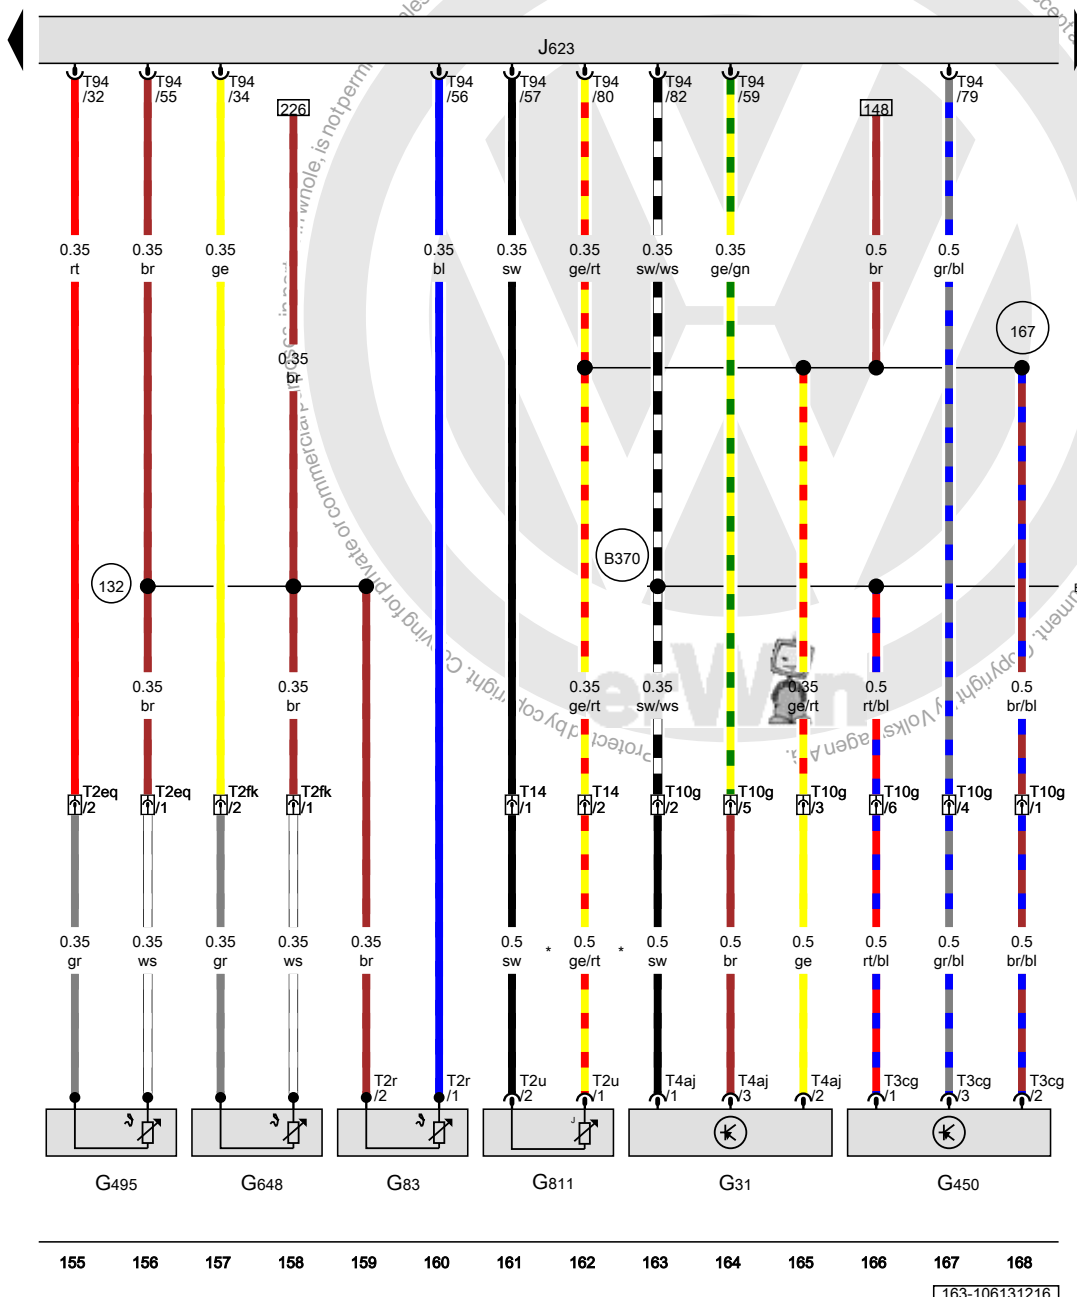 J623
T94 T94 T94 T94 T94 T94 T94 T94 T94
/32 /55 /34 /56 /57 /80 /82 /59 /79
226 148
0.35 0.35 0.35 0.35 0.35 0.35 0.35 0.35 0.5 0.5
rt br ge bl sw ge/rt sw/ws ge/gn br gr/bl
167
0.35
br
B370
132
0.35 0.35 0.35 0.35 0.35 0.5 0.5
br br ge/rt sw/ws ge/rt rt/bl br/bl
T2eq T2eq T2fk T2fk T14 T14 T10g T10g T10g T10g T10g T10g
/2 /1 /2 /1 /1 /2 /2 /5 /3 /6 /4 /1
0.35 0.35 0.35 0.35 0.35 0.5 * 0.5 * 0.5 0.5 0.5 0.5 0.5 0.5
gr ws gr ws br sw ge/rt sw br ge rt/bl gr/bl br/bl
T2r T2r T2u T2u T4aj T4aj T4aj T3cg T3cg T3cg
/2 /1 /2 /1 /1 /3 /2 /1 /3 /2
G495 G648 G83 G811 G31 G450
155 156 157 158 159 160 161 162 163 164 165 166 167 168
163-106131216